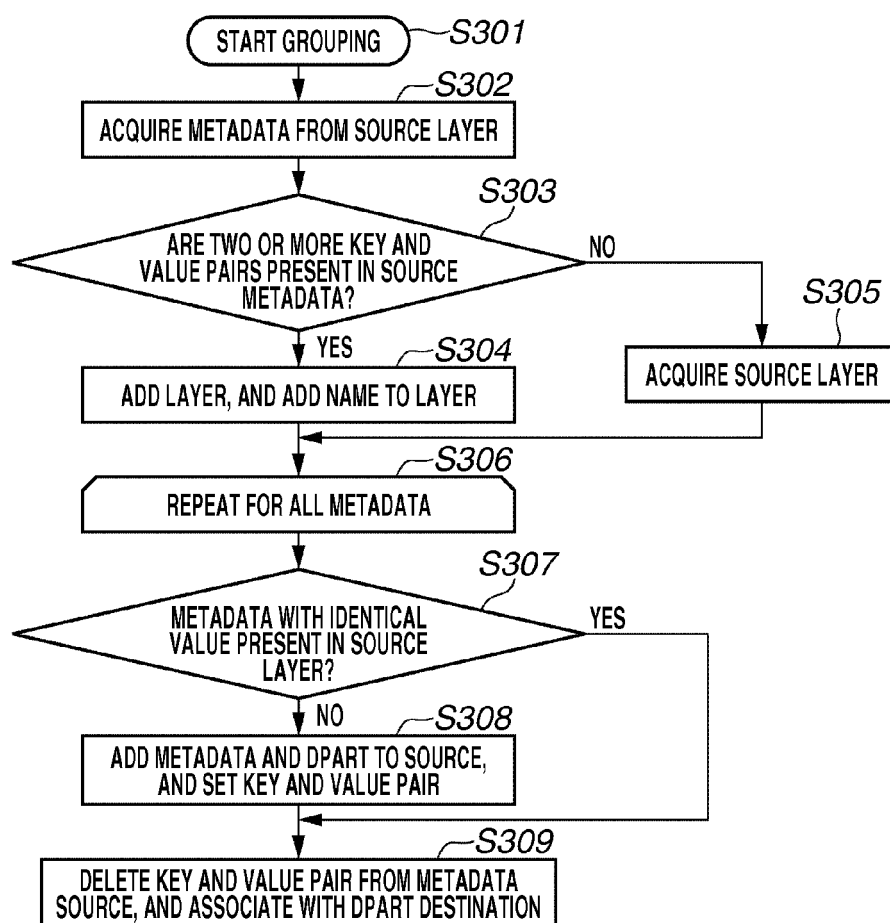 START GROUPING
S301
S302
ACQUIRE METADATA FROM SOURCE LAYER
S303
ARE TWO OR MORE KEY AND
VALUE PAIRS PRESENT IN SOURCE
METADATA?
NO
YES
S304
ADD LAYER, AND ADD NAME TO LAYER
S305
ACQUIRE SOURCE LAYER
S306
REPEAT FOR ALL METADATA
S307
METADATA WITH IDENTICAL
VALUE PRESENT IN SOURCE
LAYER?
YES
NO
S308
ADD METADATA AND DPART TO SOURCE,
AND SET KEY AND VALUE PAIR
S309
DELETE KEY AND VALUE PAIR FROM METADATA
SOURCE, AND ASSOCIATE WITH DPART DESTINATION